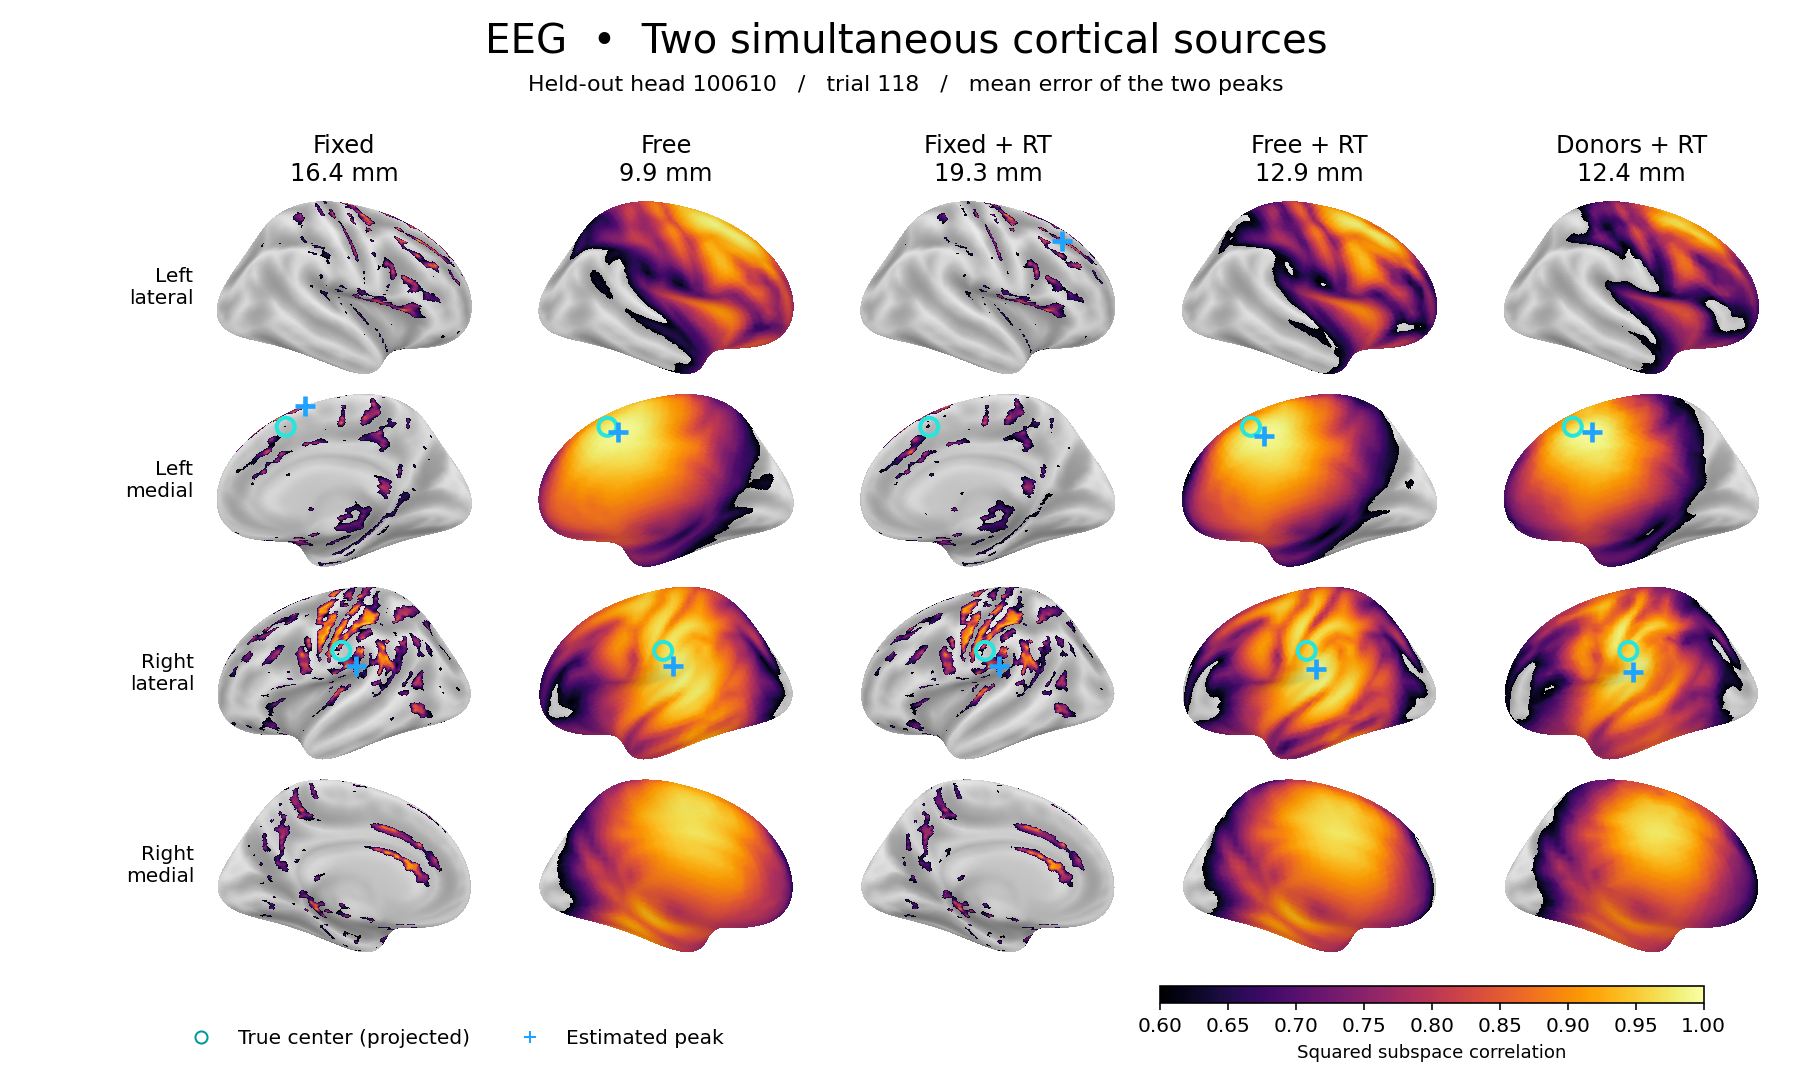 EEG • Two simultaneous cortical sources
Held-out head 100610 / trial 118 / mean error of the two peaks
Fixed
16.4 mm
Free
9.9 mm
Fixed + RT
19.3 mm
Free + RT
12.9 mm
Donors + RT
12.4 mm
Left
lateral
Left
medial
Right
lateral
Right
medial
True center (projected)
Estimated peak
0.60 0.65 0.70 0.75 0.80 0.85 0.90 0.95 1.00
Squared subspace correlation